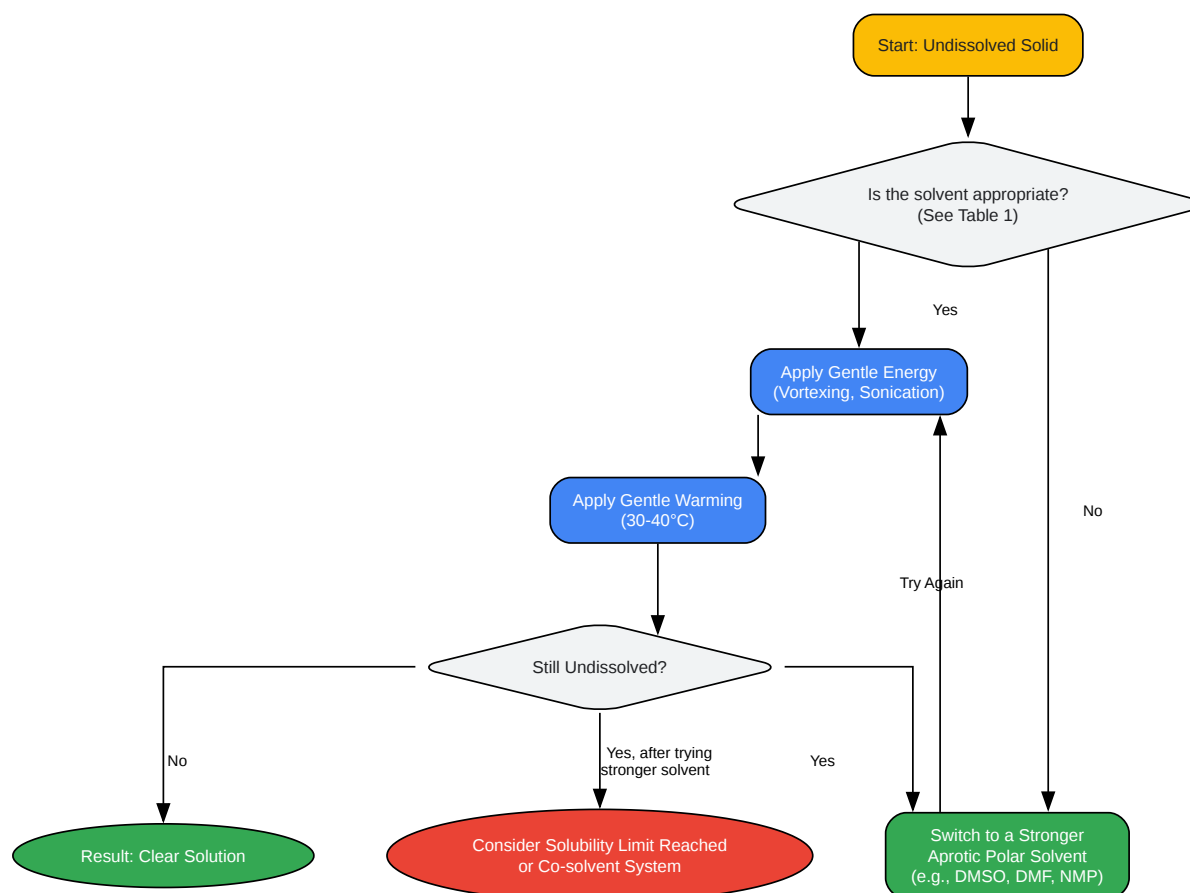 Start: Undissolved Solid
Is the solvent appropriate?
(See Table 1)
Yes
Apply Gentle Energy
(Vortexing, Sonication)
Apply Gentle Warming
(30-40°C)
No
Try Again
Still Undissolved?
No
Yes, after trying
stronger solvent
Yes
Result: Clear Solution
Consider Solubility Limit Reached
or Co-solvent System
Switch to a Stronger
Aprotic Polar Solvent
(e.g., DMSO, DMF, NMP)